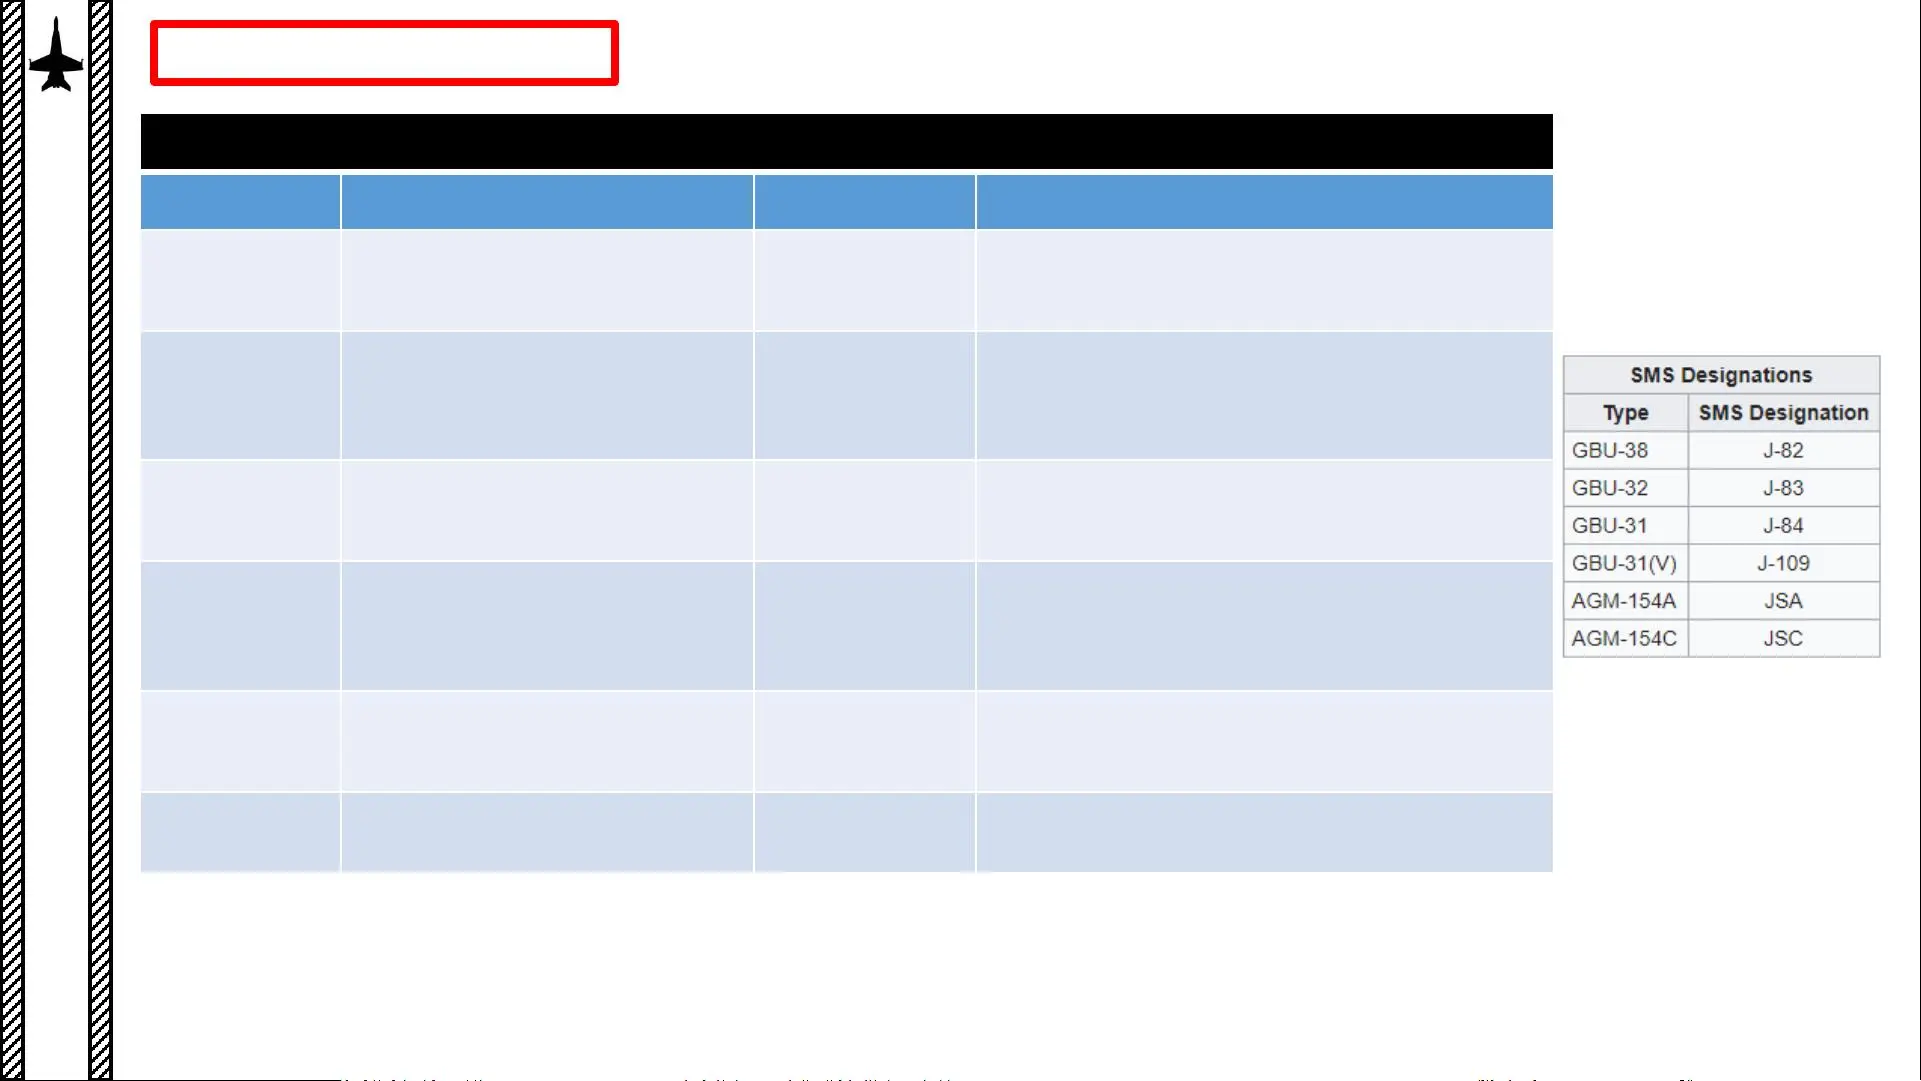 SMS Designations
Type SMS Designation
GBU-38 J-82
GBU-32 J-83
GBU-31 J-84
GBU-31(V) J-109
AGM-154A JSA
AGM-154C JSC